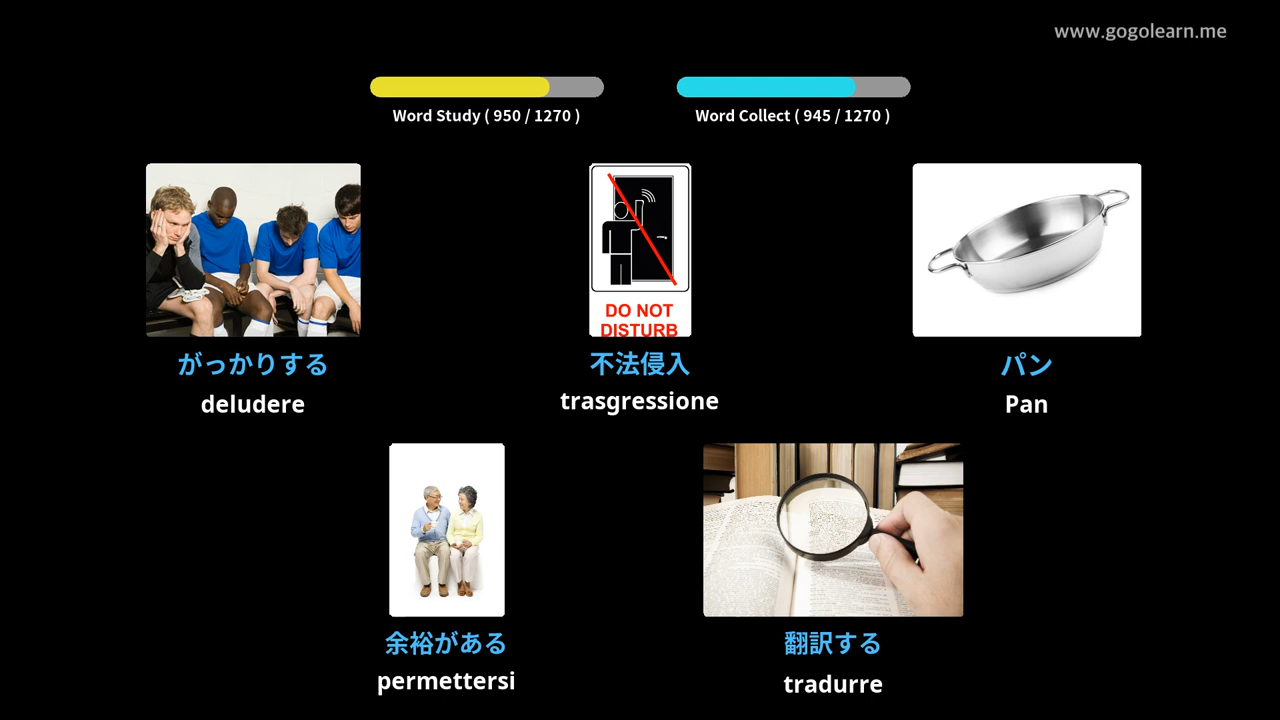 www.gogolearn.me
Word Study ( 950 / 1270 )
Word Collect ( 945 / 1270 )
DO NOT
DISTURB
がっかりする
不法侵入
パン
deludere
trasgressione
Pan
余裕がある
翻訳する
permettersi
tradurre